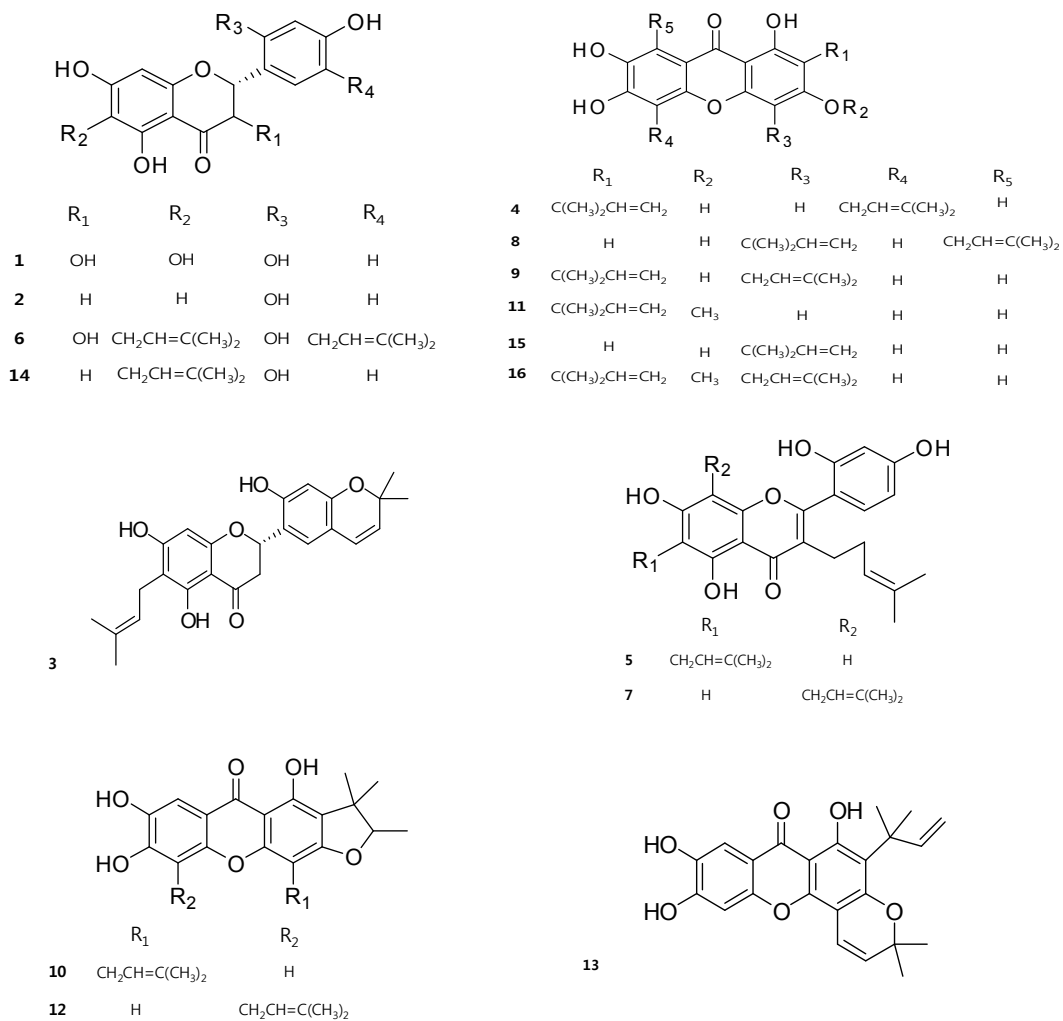 R3
OH
HO
O
R4
R2
R1
OH
O
R1 R2 R3 R4
1 OH OH OH H
2 H H OH H
6 OH CH2CH=C(CH3)2 OH CH2CH=C(CH3)2
14 H CH2CH=C(CH3)2 OH H
R5
O
OH
HO
R1
HO
O
OR2
R4
R3
R1 R2 R3 R4 R5
4 C(CH3)2CH=CH2 H H CH2CH=C(CH3)2 H
8 H H C(CH3)2CH=CH2 H CH2CH=C(CH3)2
9 C(CH3)2CH=CH2 H CH2CH=C(CH3)2 H H
11 C(CH3)2CH=CH2 CH3 H H H
15 H H C(CH3)2CH=CH2 H H
16 C(CH3)2CH=CH2 CH3 CH2CH=C(CH3)2 H H
HO
O
HO
O
OH
O
3
HO
OH
R2
HO
O
R1
OH
O
R1 R2
5 CH2CH=C(CH3)2 H
7 H CH2CH=C(CH3)2
O
OH
HO
HO
O
O
R2
R1
R1 R2
10 CH2CH=C(CH3)2 H
12 H CH2CH=C(CH3)2
O
OH
HO
HO
O
O
13